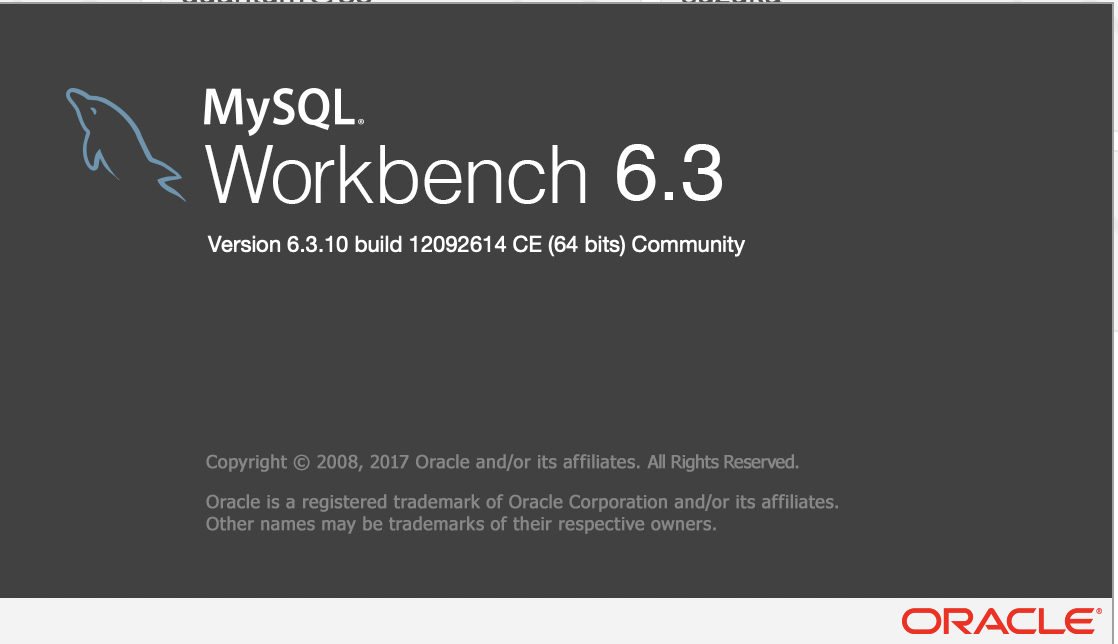 MySQL®
Workbench 6.3
Version 6.3.10 build 12092614 CE (64 bits) Community
Copyright © 2008, 2017 Oracle and/or its affiliates. All Rights Reserved.
Oracle is a registered trademark of Oracle Corporation and/or its affiliates.
Other names may be trademarks of their respective owners.
ORACLE®